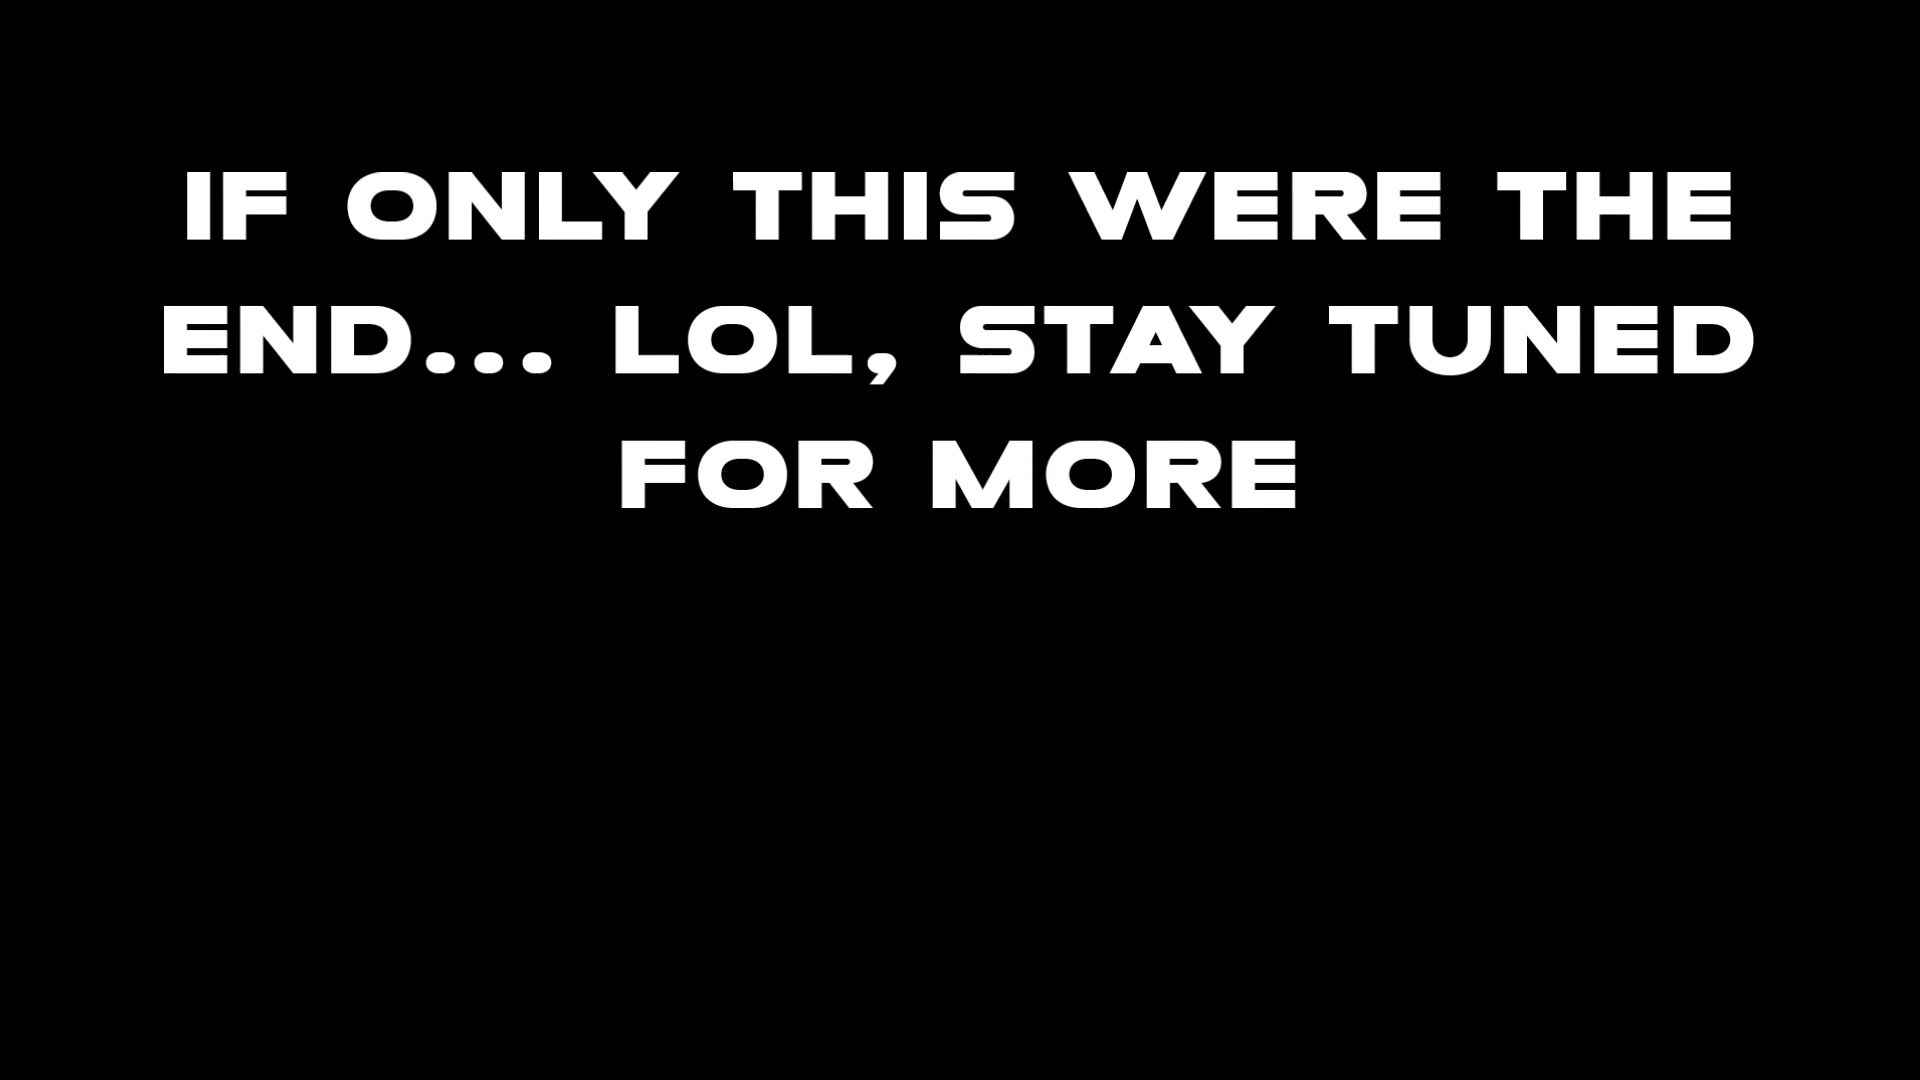 IF ONLY THIS WERE THE
END... LOL, STAY TUNED
FOR MORE